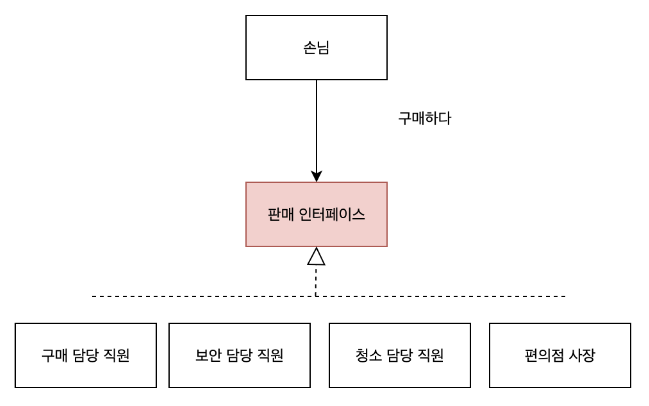 손님
구매하다
판매 인터페이스
구매 담당 직원
보안 담당 직원
청소 담당 직원
편의점 사장